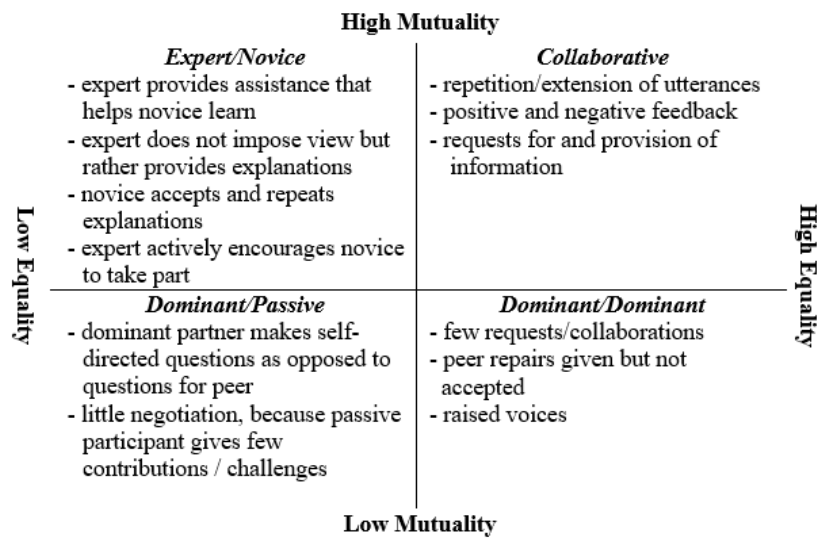 High Mutuality
Expert/Novice
- expert provides assistance that
helps novice learn
- expert does not impose view but
rather provides explanations
- novice accepts and repeats
explanations
- expert actively encourages novice
to take part
Collaborative
- repetition/extension of utterances
- positive and negative feedback
- requests for and provision of
information
Low Equality
High Equality
Dominant/Passive
- dominant partner makes self-
directed questions as opposed to
questions for peer
- little negotiation, because passive
participant gives few
contributions / challenges
Dominant/Dominant
- few requests/collaborations
- peer repairs given but not
accepted
- raised voices
Low Mutuality